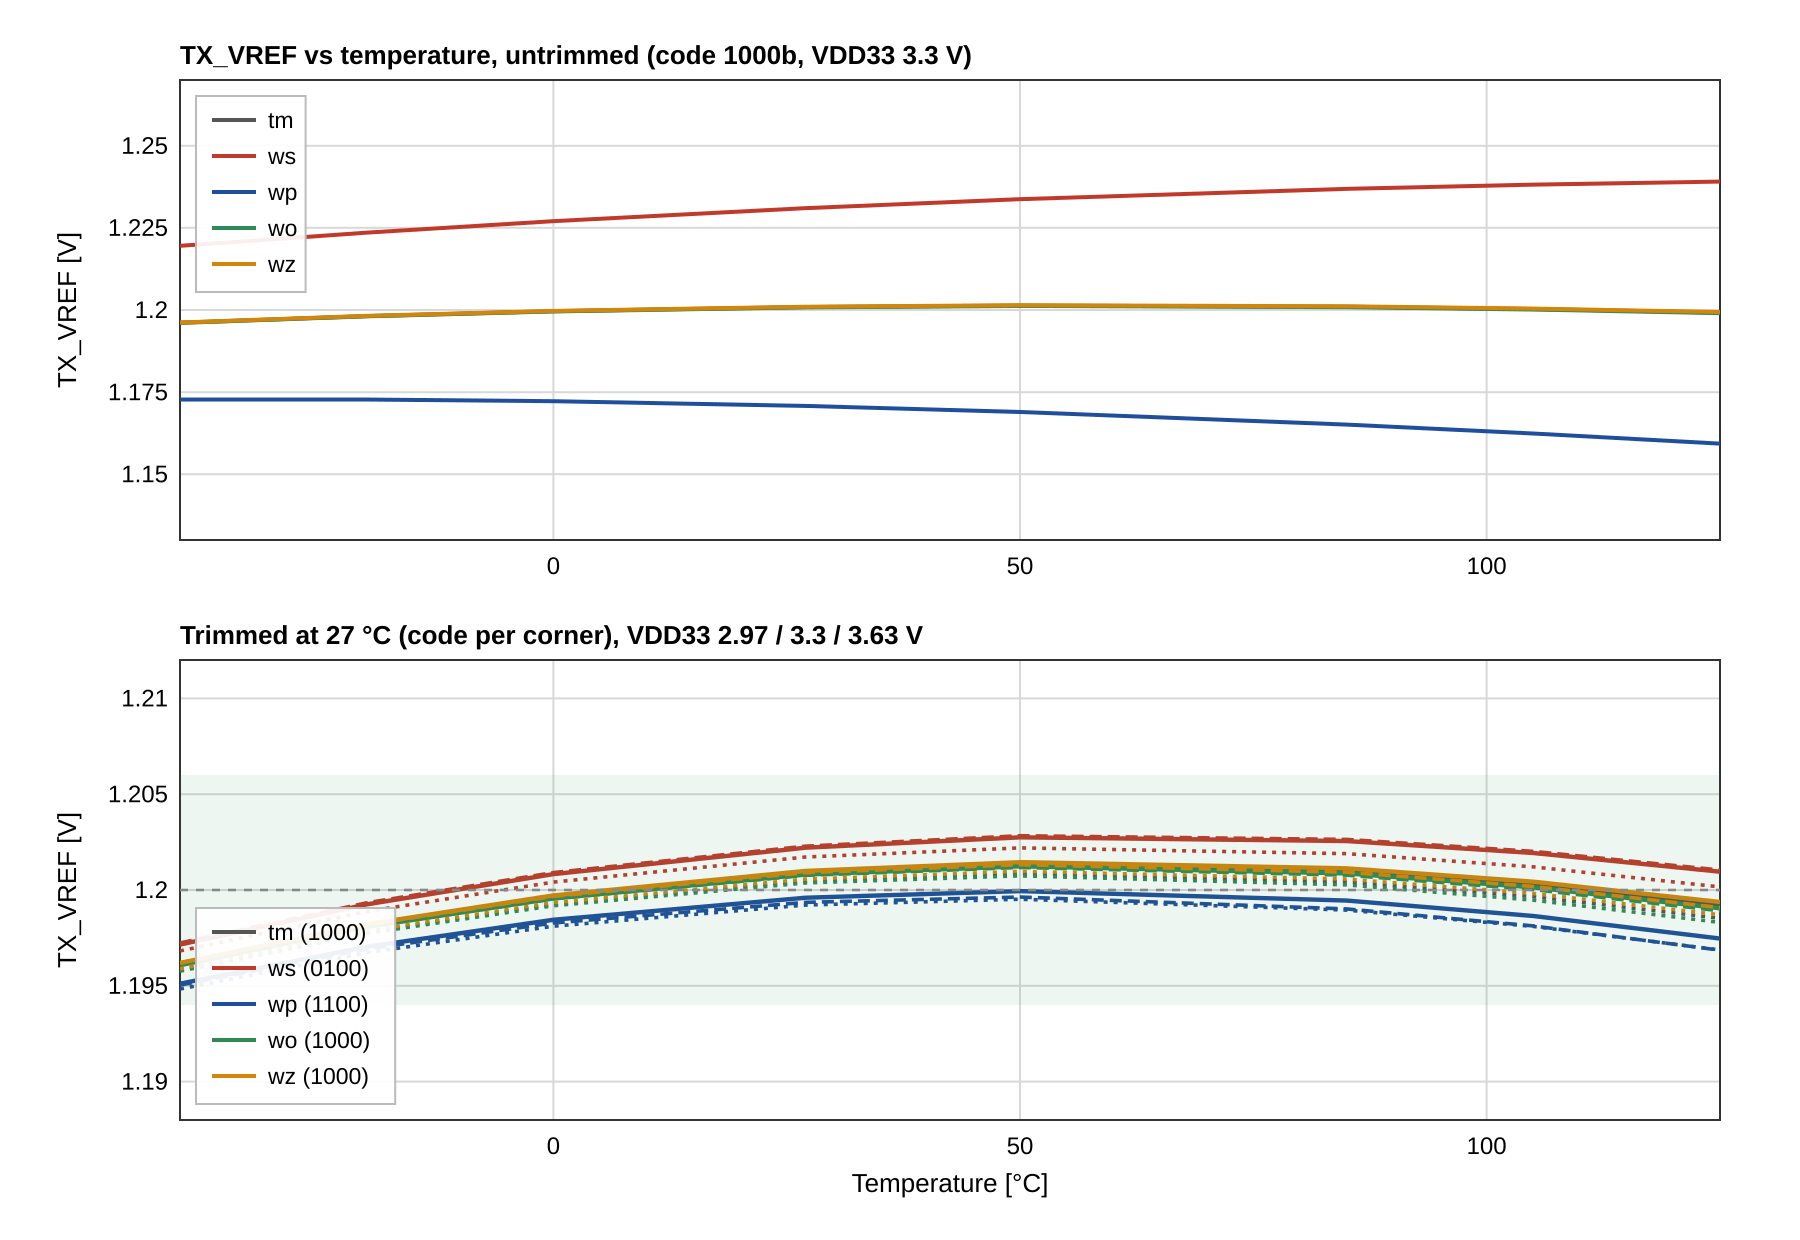 TX_VREF vs temperature, untrimmed (code 1000b, VDD33 3.3 V)
tm
ws
wp
wo
wz
1.25
1.225
1.2
1.175
1.15
TX_VREF [V]
0
50
100
Trimmed at 27 °C (code per corner), VDD33 2.97 / 3.3 / 3.63 V
1.21
1.205
1.2
1.195
1.19
TX_VREF [V]
tm (1000)
ws (0100)
wp (1100)
wo (1000)
wz (1000)
0
50
100
Temperature [°C]